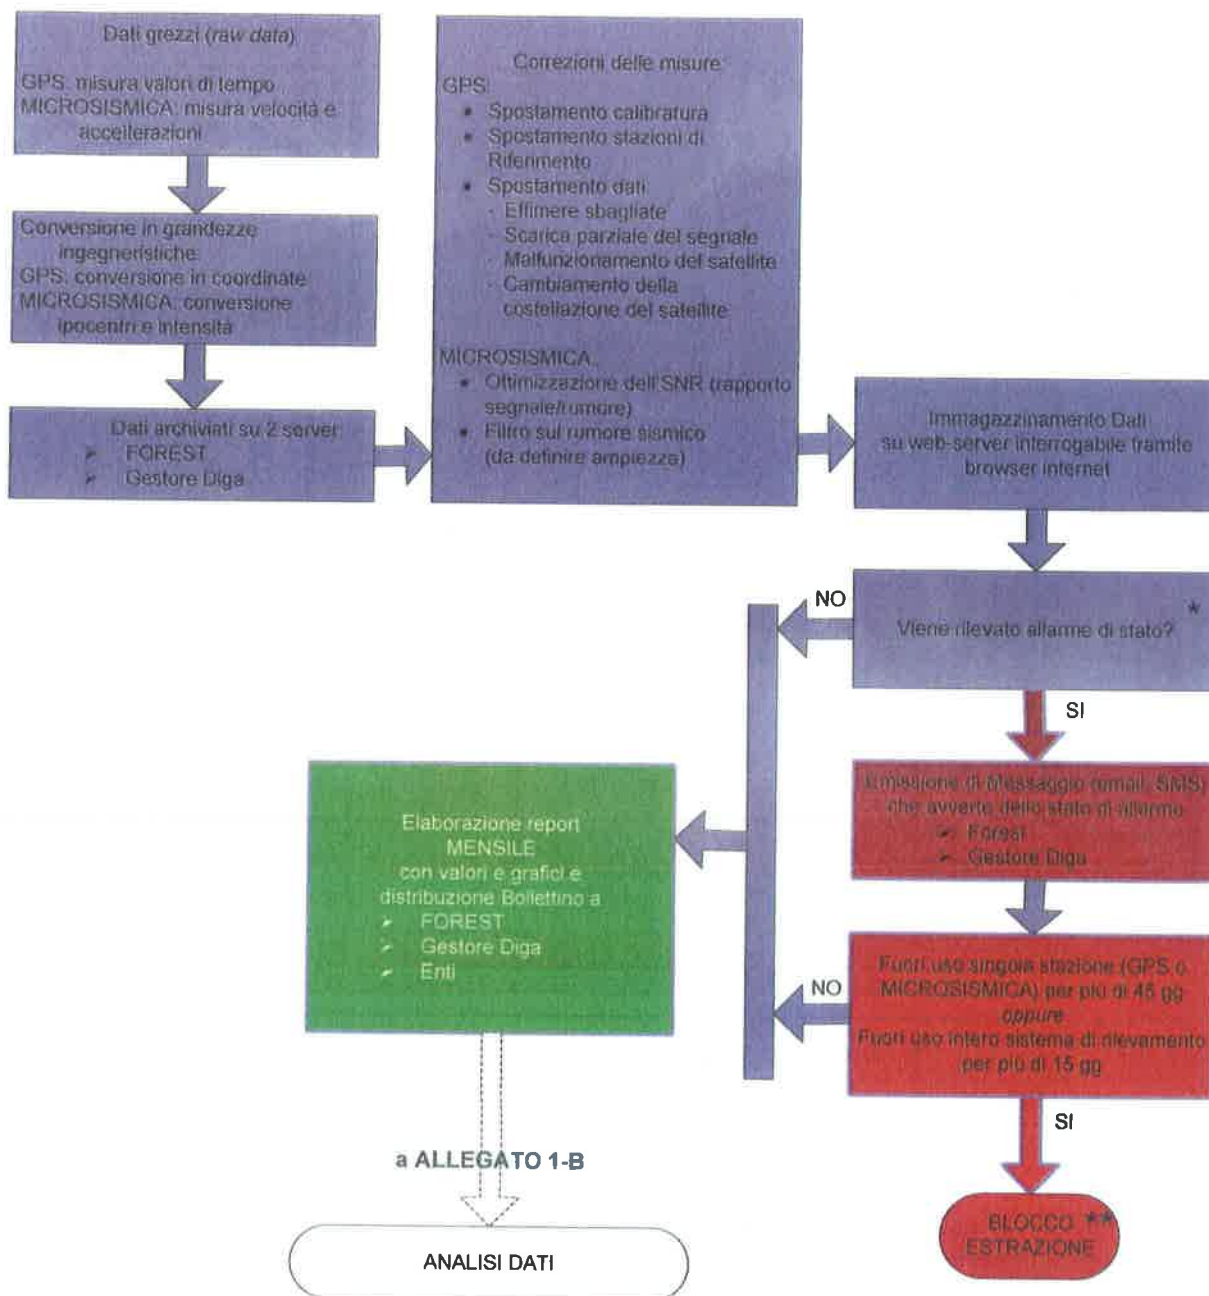 Dati grezzi (raw data)
GPS: misura valori di tempo
MICROSISMICA: misura velocità e
accelerazioni
Conversione in grandezze
ingegneristiche:
GPS: conversione in coordinate
MICROSISMICA: conversione
ipocentri e intensità
Dati archiviati su 2 server:
➢ FOREST
➢ Gestore Diga
Correzioni delle misure
GPS:
• Spostamento calibratura
• Spostamento stazioni di
Riferimento
• Spostamento dati
- Effimere sbagliate
- Scarica parziale del segnale
- Malfunzionamento del satellite
- Cambiamento della
costellazione del satellite
MICROSISMICA:
• Ottimizzazione dell'SNR (rapporto
segnale/rumore)
• Filtro sul rumore sismico
(da definire ampiezza)
Immagazzinamento Dati
su web-server interrogabile tramite
browser internet
Viene rilevato allarme di stato? *
NO
SI
Emissione di Messaggio (email, SMS)
che avverte dello stato di allarme
➢ Forest
➢ Gestore Diga
Fuori uso singola stazione (GPS o
MICROSISMICA) per più di 45 gg
oppure
Fuori uso intero sistema di rilevamento
per più di 15 gg
NO
SI
BLOCCO **
ESTRAZIONE
Elaborazione report
MENSILE
con valori e grafici e
distribuzione Bollettino a
➢ FOREST
➢ Gestore Diga
➢ Enti
a ALLEGATO 1-B
ANALISI DATI